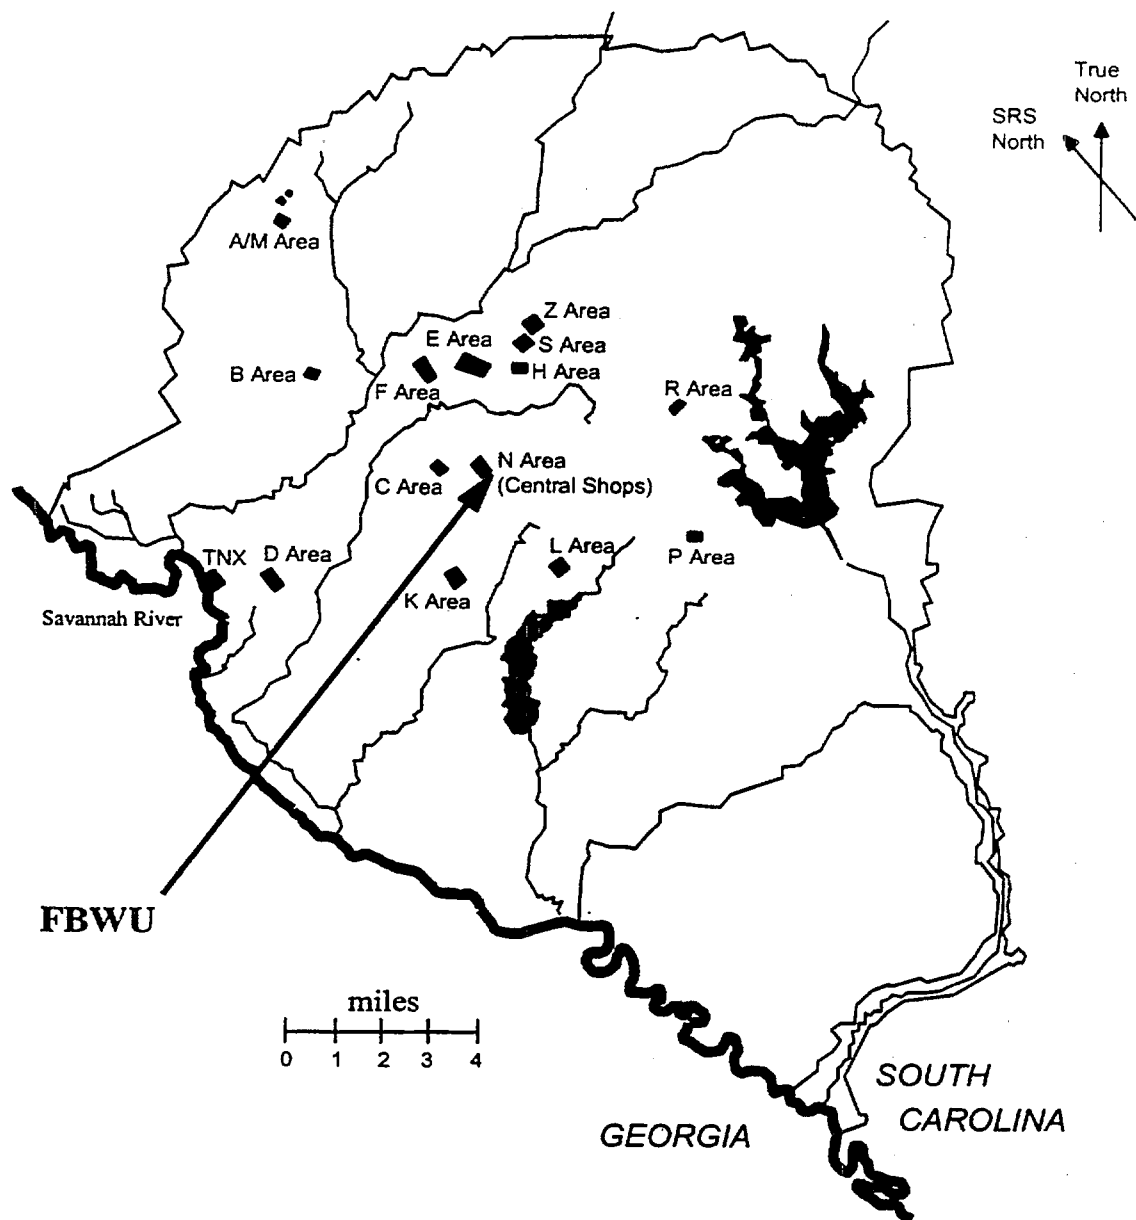 True
North
SRS
North
A/M Area
Z Area
E Area
S Area
B Area
H Area
F Area
R Area
N Area
C Area
(Central Shops)
TNX
D Area
L Area
P Area
K Area
Savannah River
FBWU
miles
0 1 2 3 4
SOUTH
CAROLINA
GEORGIA